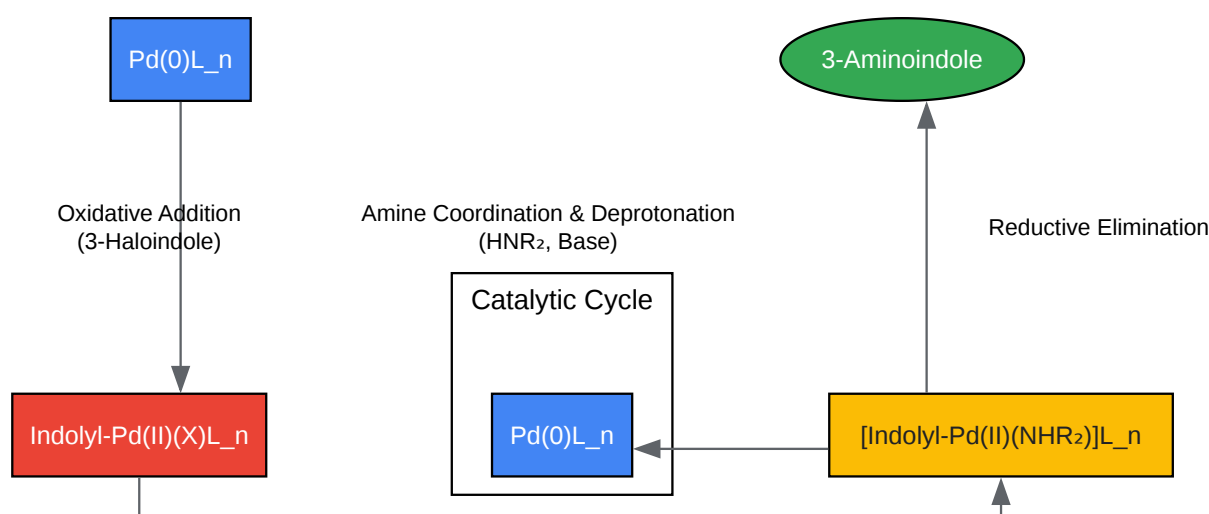 Pd(0)L_n
3-Aminoindole
Oxidative Addition
(3-Haloindole)
Amine Coordination & Deprotonation
(HNR₂, Base)
Reductive Elimination
Catalytic Cycle
Indolyl-Pd(II)(X)L_n
Pd(0)L_n
[Indolyl-Pd(II)(NHR₂)]L_n